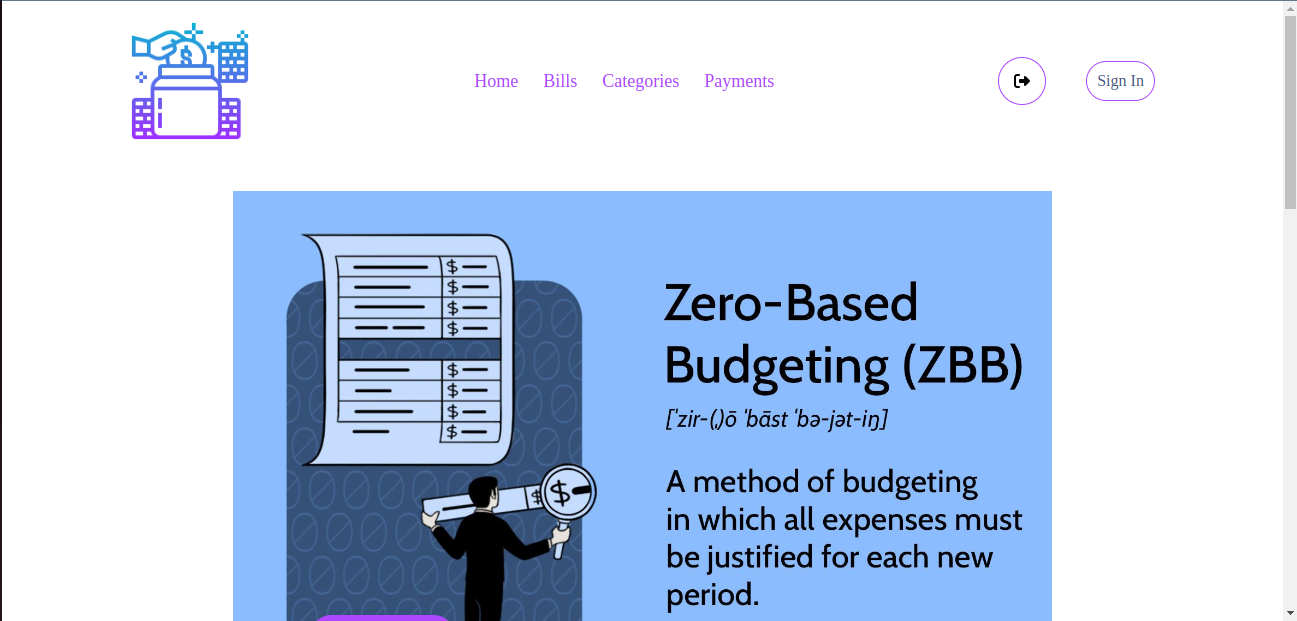 Home
Bills
Categories
Payments
Sign In
Zero-Based
Budgeting (ZBB)
[ˈzir-(ˌ)ō ˈbāst ˈbə-jət-iŋ]
A method of budgeting
in which all expenses must
be justified for each new
period.
$
$
$
$
$
$
$
$
$
$
$